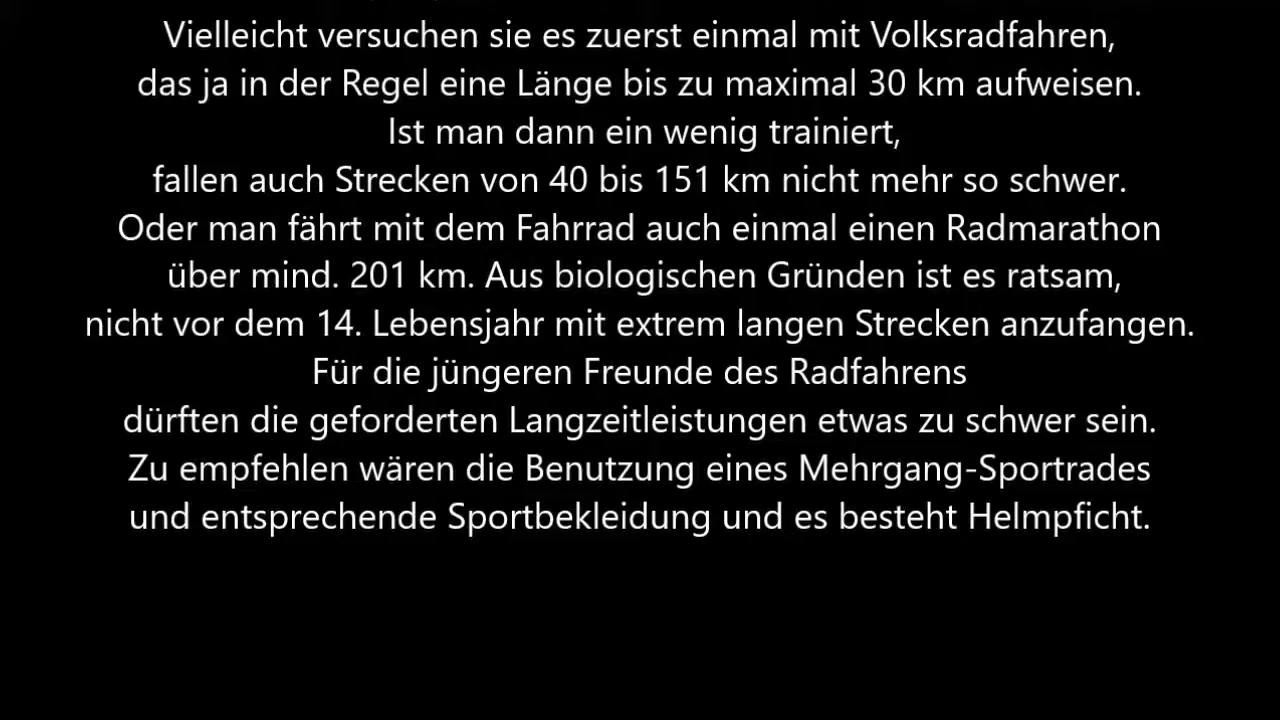 Vielleicht versuchen sie es zuerst einmal mit Volksradfahren,
das ja in der Regel eine Länge bis zu maximal 30 km aufweisen.
Ist man dann ein wenig trainiert,
fallen auch Strecken von 40 bis 151 km nicht mehr so schwer.
Oder man fährt mit dem Fahrrad auch einmal einen Radmarathon
über mind. 201 km. Aus biologischen Gründen ist es ratsam,
nicht vor dem 14. Lebensjahr mit extrem langen Strecken anzufangen.
Für die jüngeren Freunde des Radfahrens
dürften die geforderten Langzeitleistungen etwas zu schwer sein.
Zu empfehlen wären die Benutzung eines Mehrgang-Sportrades
und entsprechende Sportbekleidung und es besteht Helmpficht.